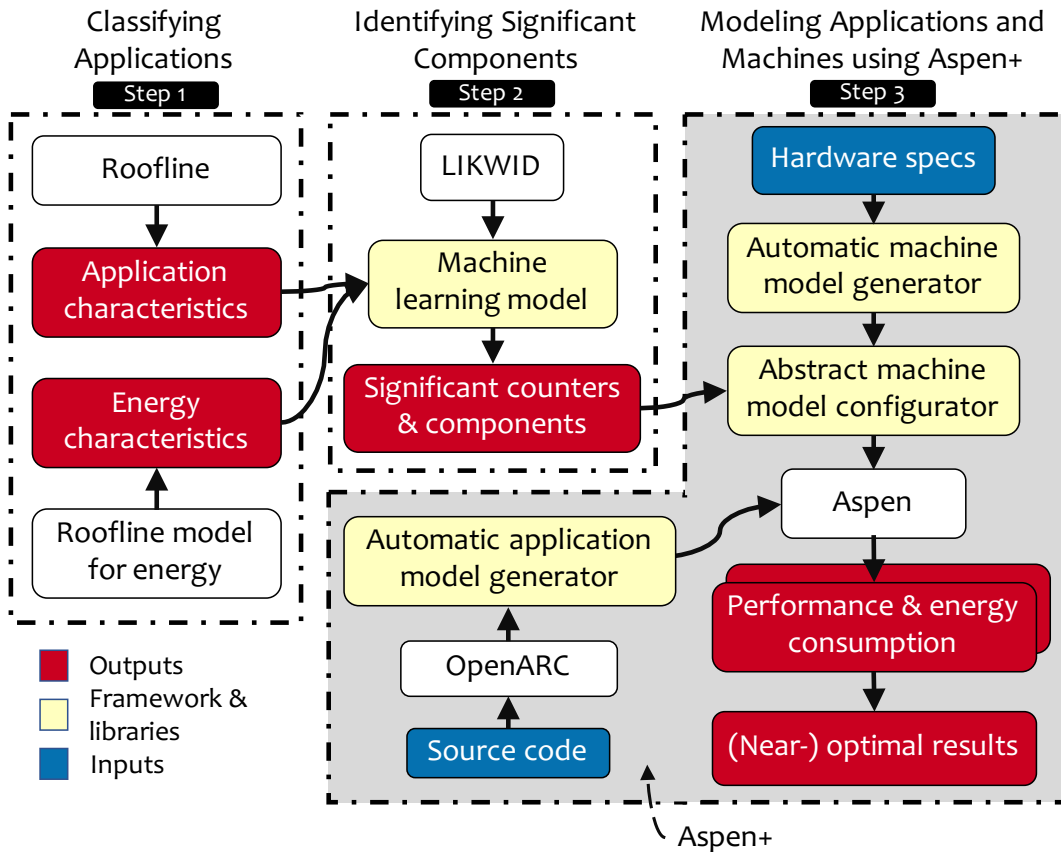 Classifying
Applications
Step 1
Roofline
Application
characteristics
Energy
characteristics
Roofline model
for energy
Outputs
Framework &
libraries
Inputs
Identifying Significant
Components
Step 2
LIKWID
Machine
learning model
Significant counters
& components
Automatic application
model generator
OpenARC
Source code
Modeling Applications and
Machines using Aspen+
Step 3
Hardware specs
Automatic machine
model generator
Abstract machine
model configurator
Aspen
Performance & energy
consumption
(Near-) optimal results
Aspen+